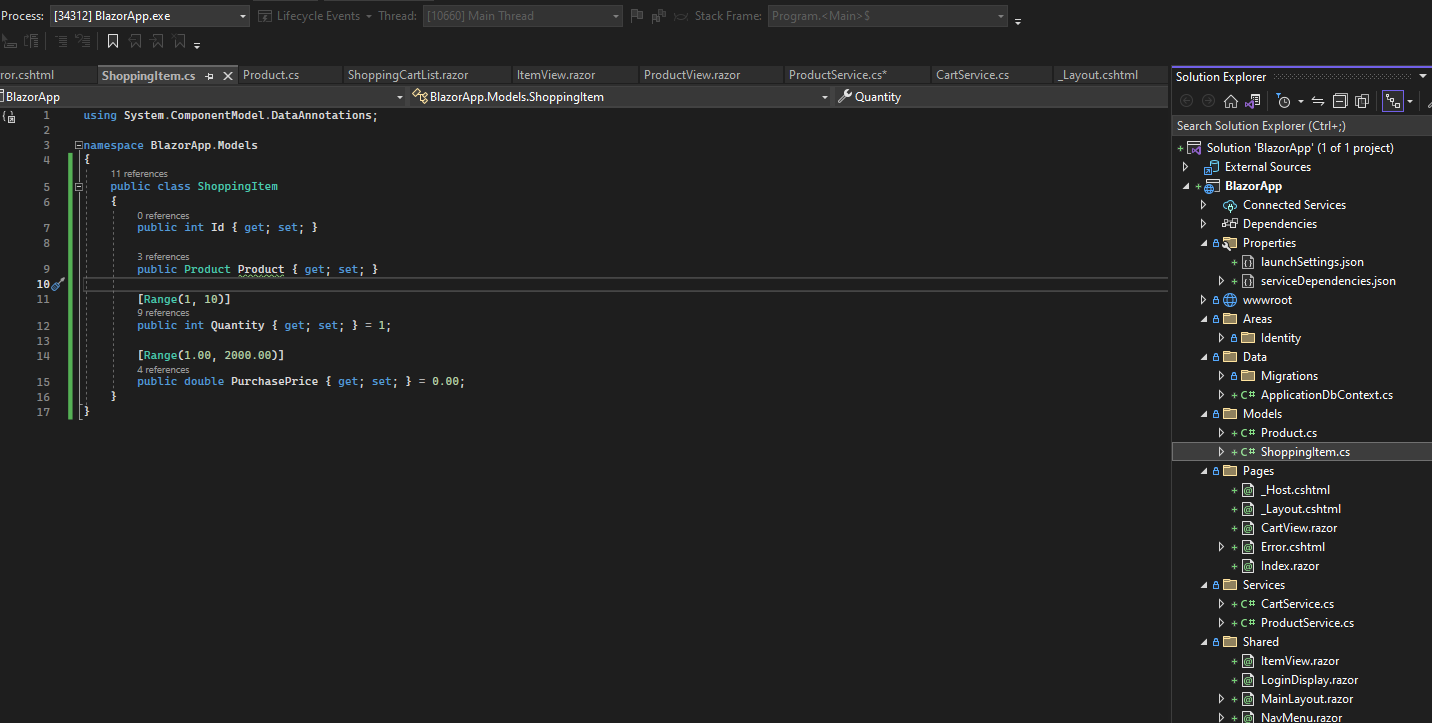 Process: [34312] BlazorApp.exe Lifecycle Events Thread: [10660] Main Thread Stack Frame: Program.<Main>$
ror.cshtml ShoppingItem.cs Product.cs ShoppingCartList.razor ItemView.razor ProductView.razor ProductService.cs* CartService.cs _Layout.cshtml
BlazorApp BlazorApp.Models.ShoppingItem Quantity
1 using System.ComponentModel.DataAnnotations;
2
3 namespace BlazorApp.Models
4 {
11 references
5 public class ShoppingItem
6 {
0 references
7 public int Id { get; set; }
8
3 references
9 public Product Product { get; set; }
10
11 [Range(1, 10)]
9 references
12 public int Quantity { get; set; } = 1;
13
14 [Range(1.00, 2000.00)]
4 references
15 public double PurchasePrice { get; set; } = 0.00;
16 }
17 }
Solution Explorer
Search Solution Explorer (Ctrl+;)
Solution 'BlazorApp' (1 of 1 project)
External Sources
BlazorApp
Connected Services
Dependencies
Properties
launchSettings.json
serviceDependencies.json
wwwroot
Areas
Identity
Data
Migrations
C# ApplicationDbContext.cs
Models
C# Product.cs
C# ShoppingItem.cs
Pages
_Host.cshtml
_Layout.cshtml
CartView.razor
Error.cshtml
Index.razor
Services
C# CartService.cs
C# ProductService.cs
Shared
ItemView.razor
LoginDisplay.razor
MainLayout.razor
NavMenu.razor